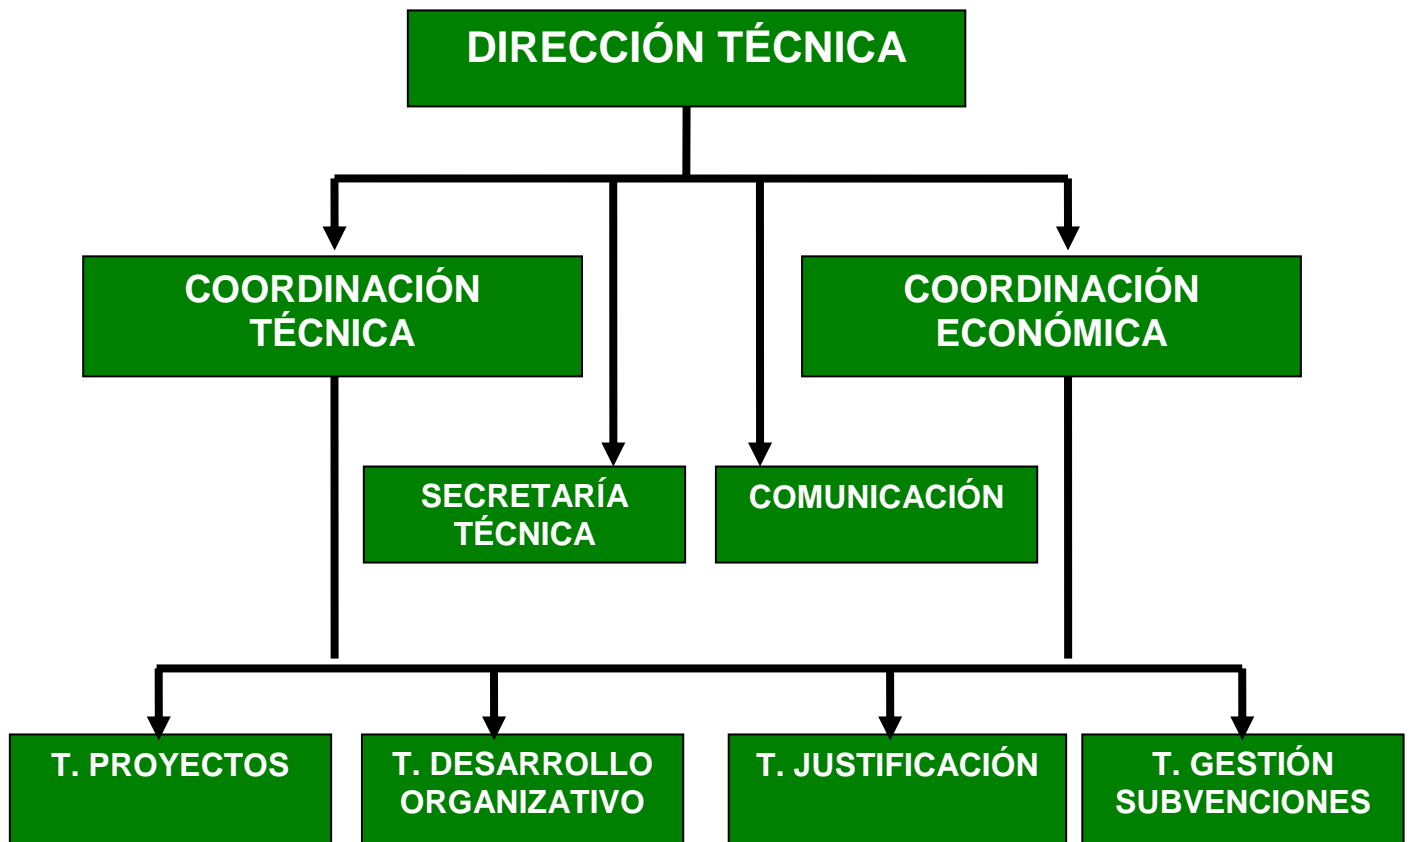 DIRECCIÓN TÉCNICA
COORDINACIÓN
TÉCNICA
COORDINACIÓN
ECONÓMICA
SECRETARÍA
TÉCNICA
COMUNICACIÓN
T. PROYECTOS
T. DESARROLLO
ORGANIZATIVO
T. JUSTIFICACIÓN
T. GESTIÓN
SUBVENCIONES